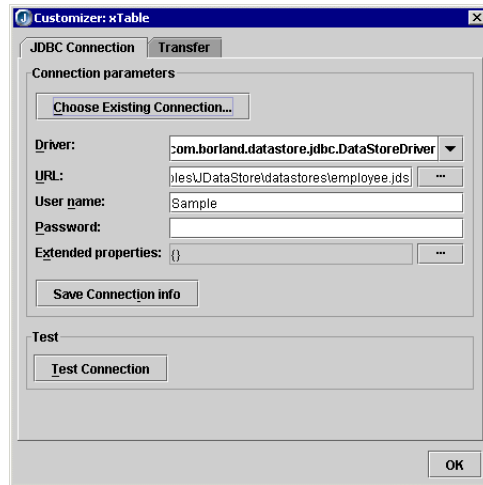 Customizer: xTable
JDBC Connection Transfer
Connection parameters
Choose Existing Connection...
Driver: :om.borland.datastore.jdbc.DataStoreDriver
URL: ples\JDataStore\datastores\employee.jds ...
User name: Sample
Password:
Extended properties: {} ...
Save Connection info
Test
Test Connection
OK